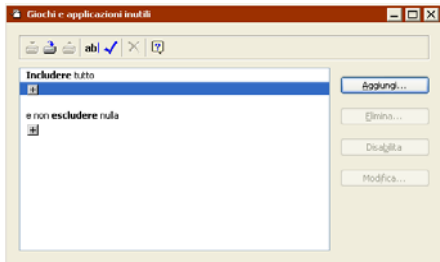 Giochi e applicazioni inutili
ab|
Includere tutto
Aggiungi...
e non escludere nulla
Elimina...
Disabilita
Modifica...